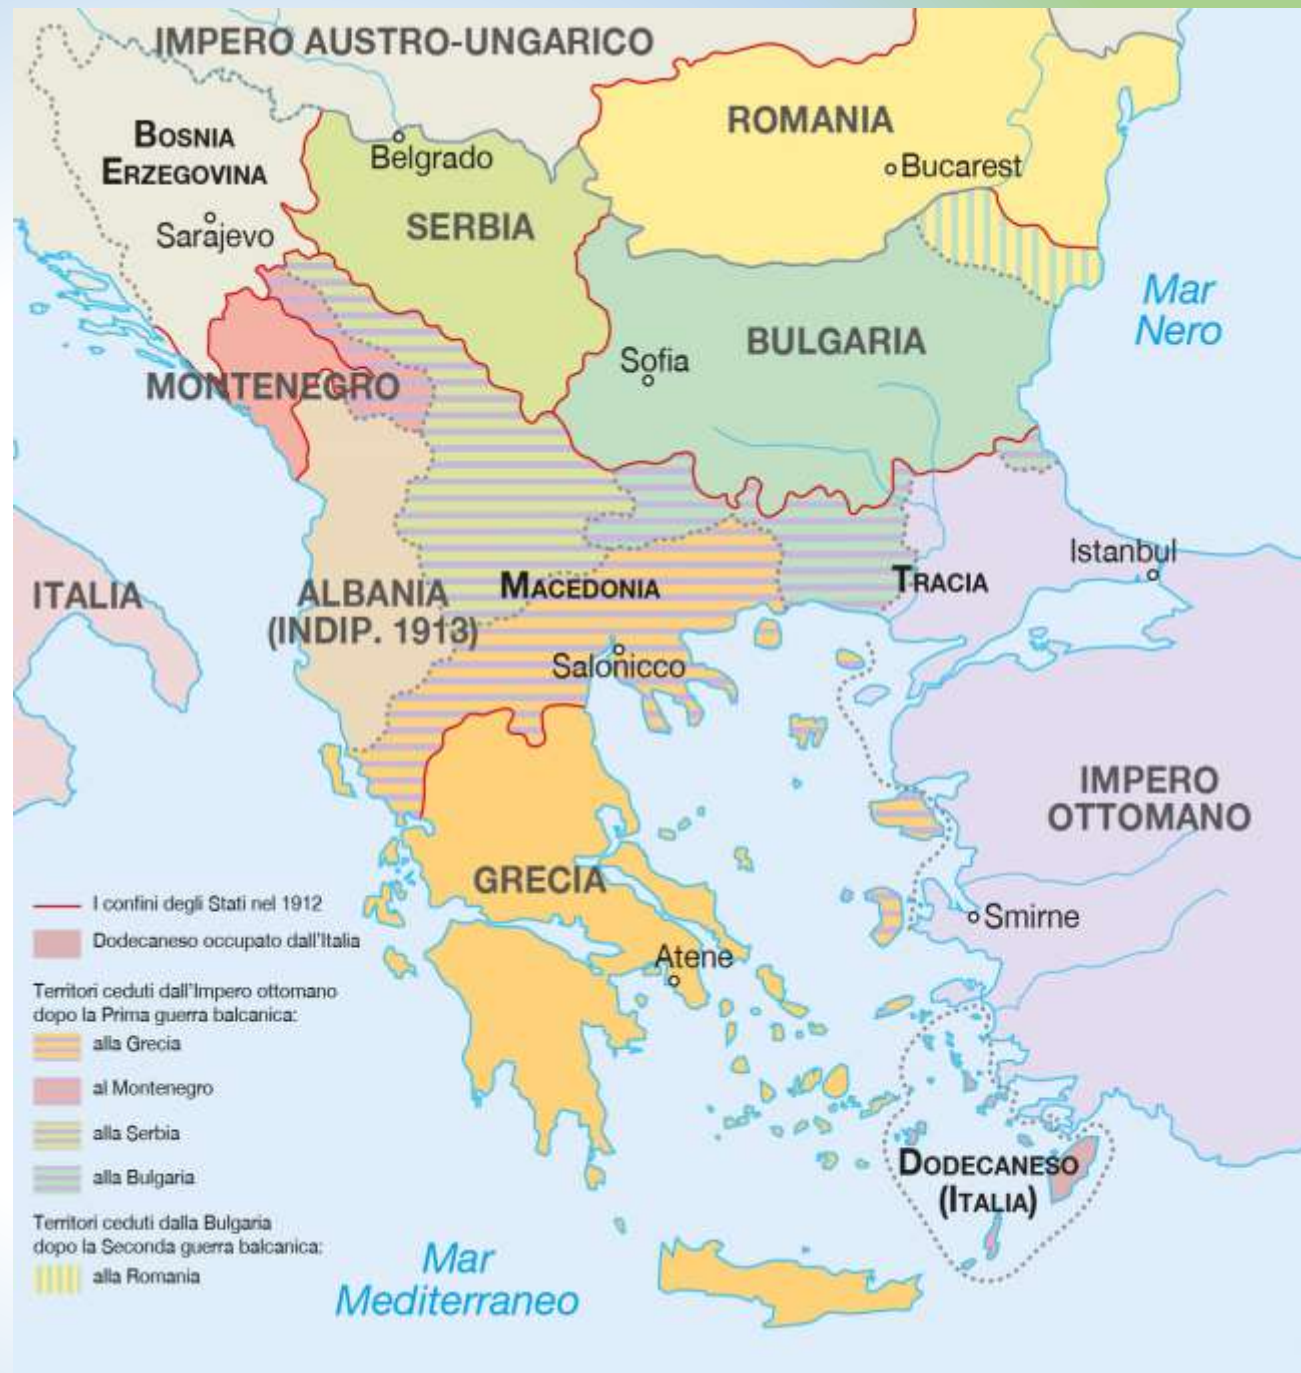 IMPERO AUSTRO-UNGARICO
BOSNIA
ERZEGOVINA
Sarajevo
Belgrado
SERBIA
ROMANIA
Bucarest
Mar
Nero
MONTENEGRO
Sofia
BULGARIA
ITALIA
ALBANIA
(INDIP. 1913)
MACEDONIA
TRACIA
Istanbul
Salonicco
IMPERO
OTTOMANO
GRECIA
Atene
Smirne
DODECANESO
(ITALIA)
Mar
Mediterraneo
I confini degli Stati nel 1912
Dodecaneso occupato dall'Italia
Territori ceduti dall'Impero ottomano
dopo la Prima guerra balcanica:
alla Grecia
al Montenegro
alla Serbia
alla Bulgaria
Territori ceduti dalla Bulgaria
dopo la Seconda guerra balcanica:
alla Romania